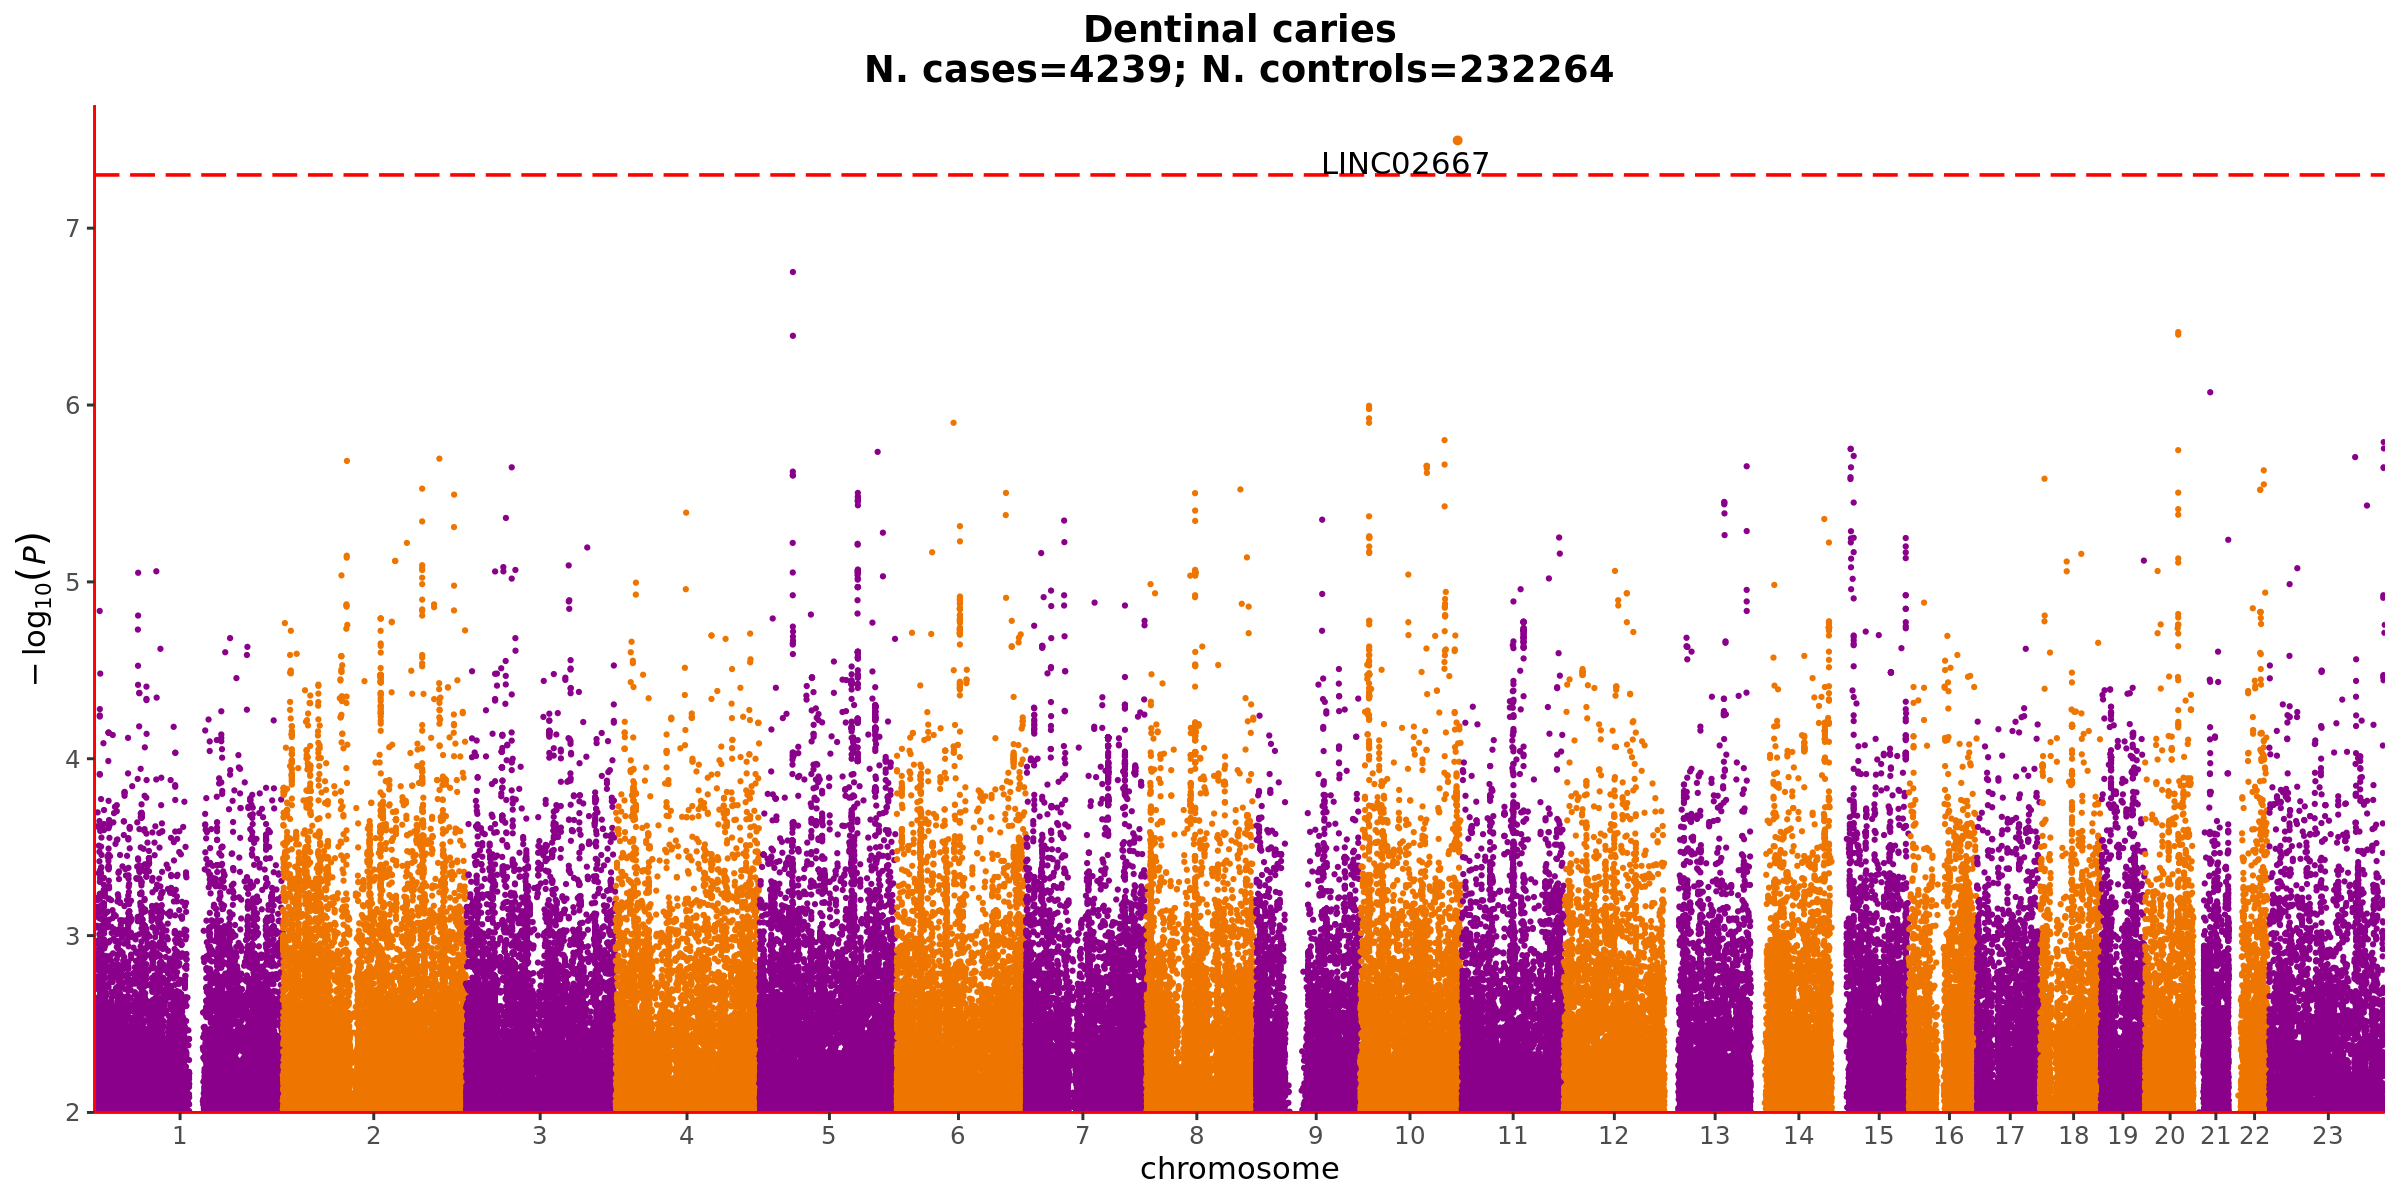 Dentinal caries
N. cases=4239; N. controls=232264
LINC02667
7
6
5
4
3
2
−log10(P)
1 2 3 4 5 6 7 8 9 10 11 12 13 14 15 16 17 18 19 20 21 22 23
chromosome